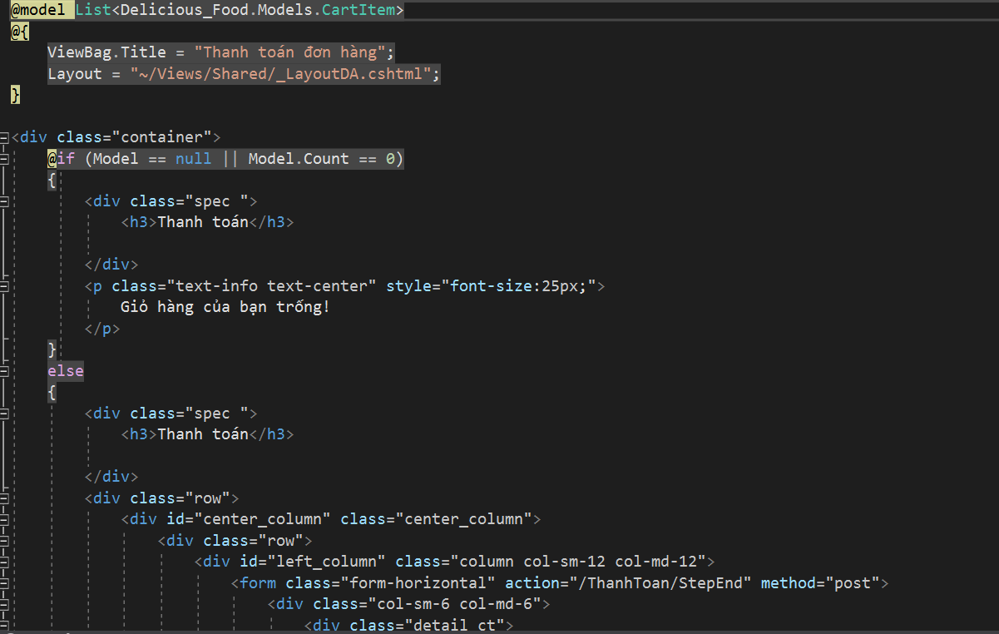 @model List<Delicious_Food.Models.CartItem>
@{
ViewBag.Title = "Thanh toán đơn hàng";
Layout = "~/Views/Shared/_LayoutDA.cshtml";
}
<div class="container">
@if (Model == null || Model.Count == 0)
{
<div class="spec ">
<h3>Thanh toán</h3>
</div>
<p class="text-info text-center" style="font-size:25px;">
Giỏ hàng của bạn trống!
</p>
}
else
{
<div class="spec ">
<h3>Thanh toán</h3>
</div>
<div class="row">
<div id="center_column" class="center_column">
<div class="row">
<div id="left_column" class="column col-sm-12 col-md-12">
<form class="form-horizontal" action="/ThanhToan/StepEnd" method="post">
<div class="col-sm-6 col-md-6">
<div class="detail_ct">